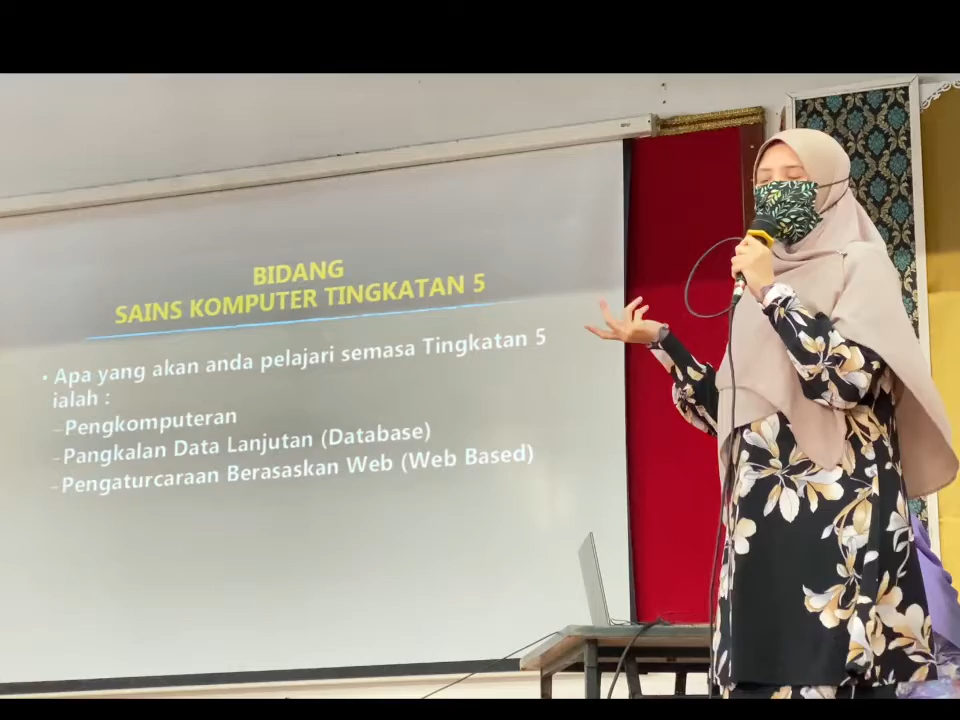 BIDANG
SAINS KOMPUTER TINGKATAN 5
• Apa yang akan anda pelajari semasa Tingkatan 5
ialah :
–Pengkomputeran
–Pangkalan Data Lanjutan (Database)
–Pengaturcaraan Berasaskan Web (Web Based)